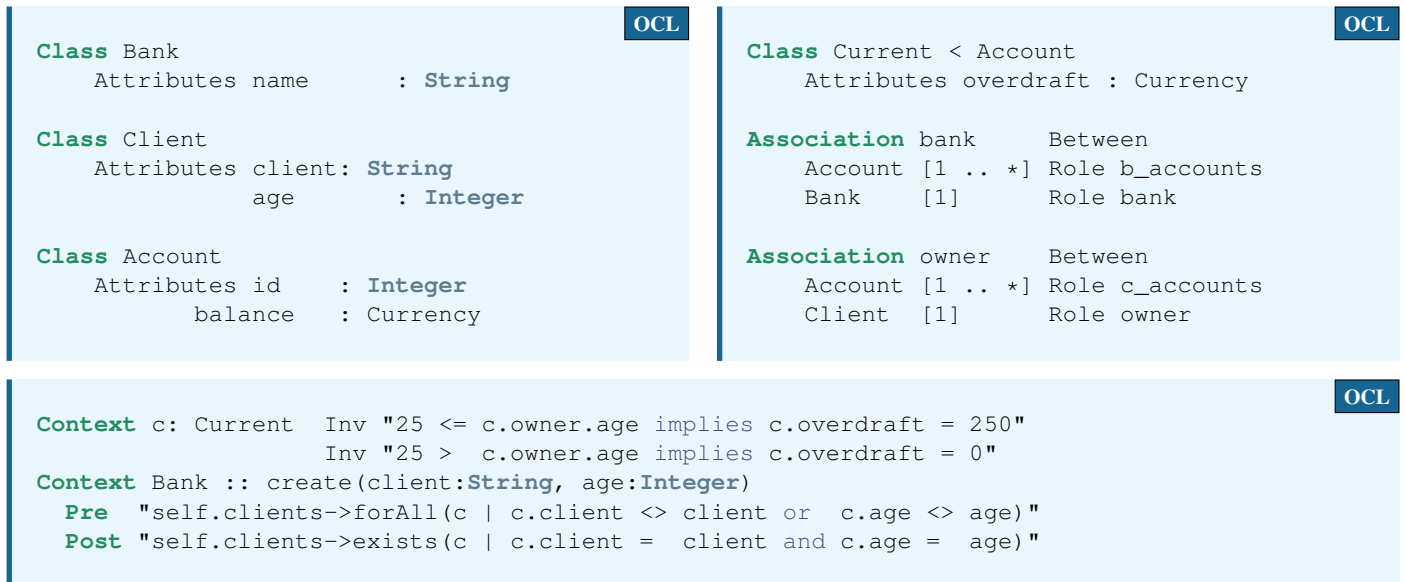 OCL
Class Bank
    Attributes name      : String

Class Client
    Attributes client: String
               age       : Integer

Class Account
    Attributes id    : Integer
           balance   : Currency

OCL
Class Current < Account
    Attributes overdraft : Currency

Association bank     Between
    Account [1 .. *] Role b_accounts
    Bank    [1]      Role bank

Association owner    Between
    Account [1 .. *] Role c_accounts
    Client  [1]      Role owner

OCL
Context c: Current  Inv "25 <= c.owner.age implies c.overdraft = 250"
                    Inv "25 >  c.owner.age implies c.overdraft = 0"
Context Bank :: create(client:String, age:Integer)
  Pre  "self.clients->forAll(c | c.client <> client or  c.age <> age)"
  Post "self.clients->exists(c | c.client =  client and c.age =  age)"